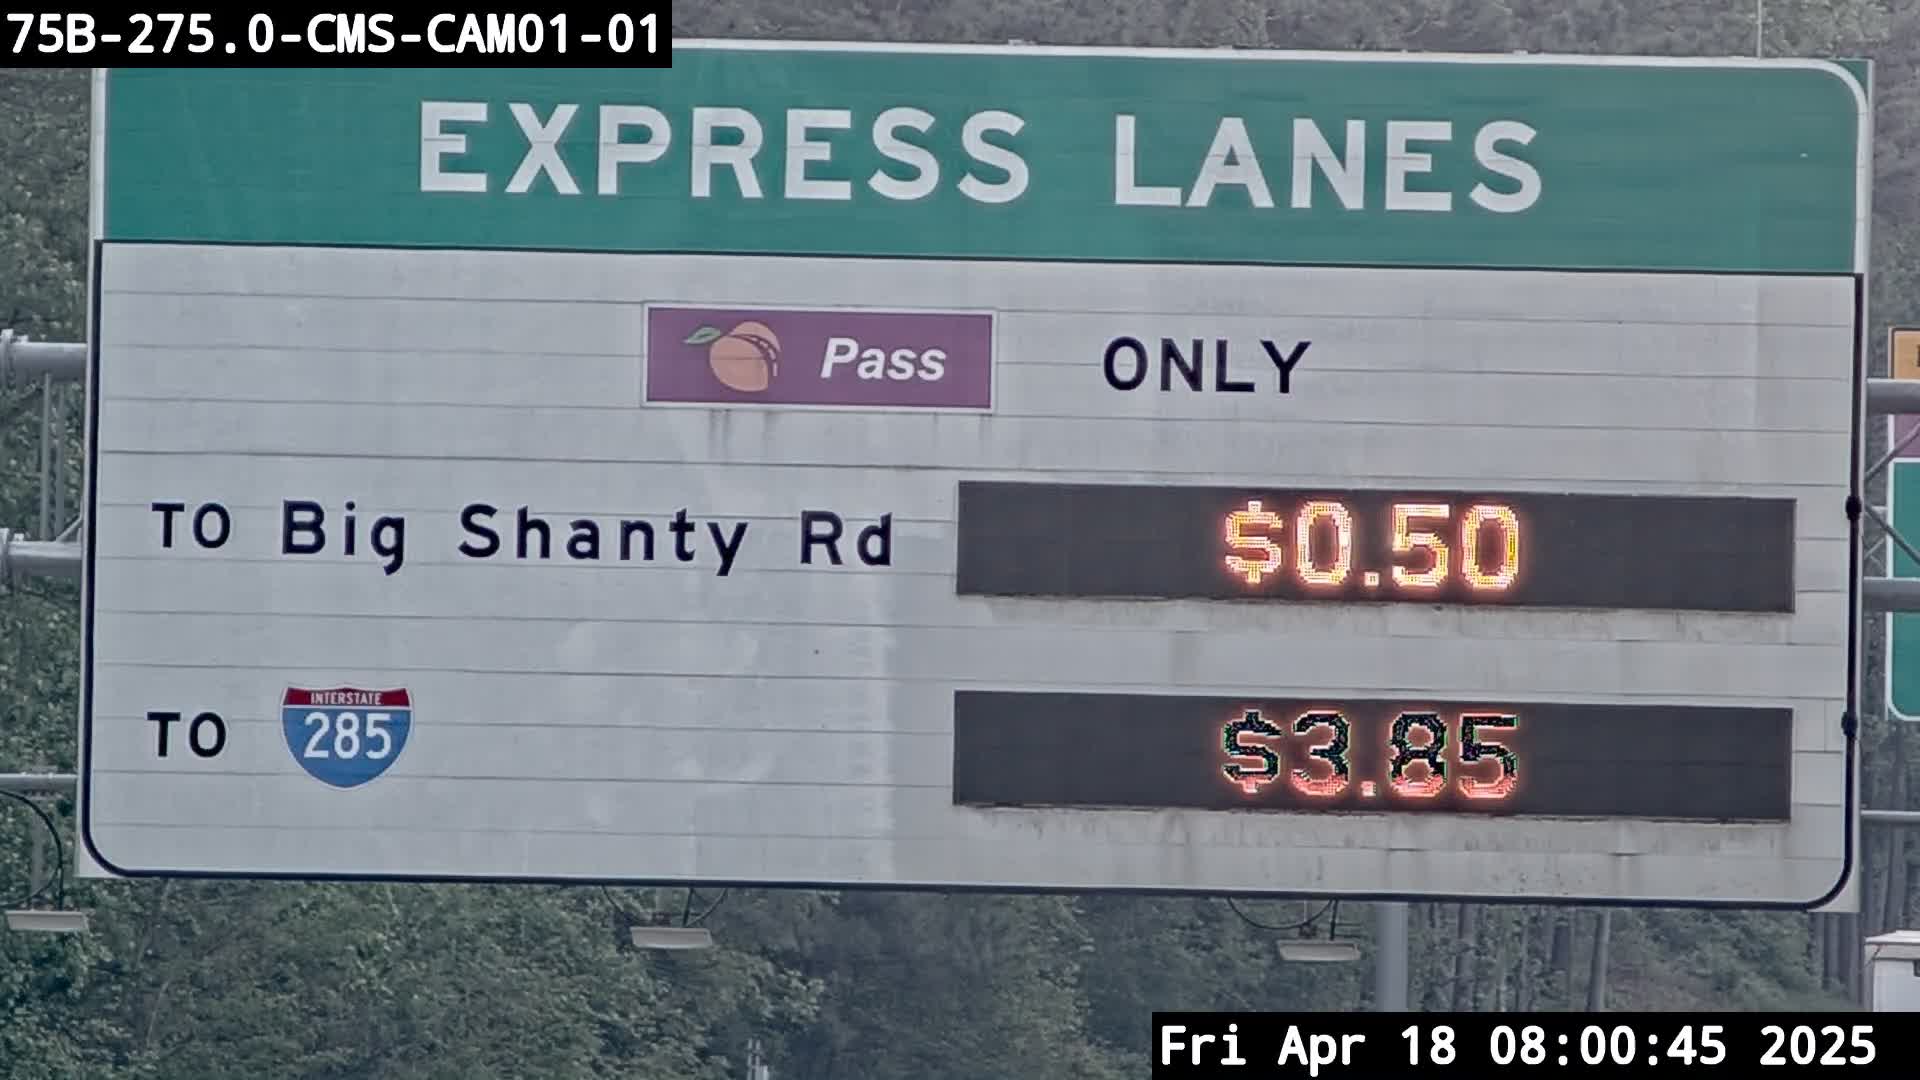 75B-275.0-CMS-CAM01-01
EXPRESS LANES
Pass ONLY
TO Big Shanty Rd $0.50
TO INTERSTATE 285 $3.85
Fri Apr 18 08:00:45 2025